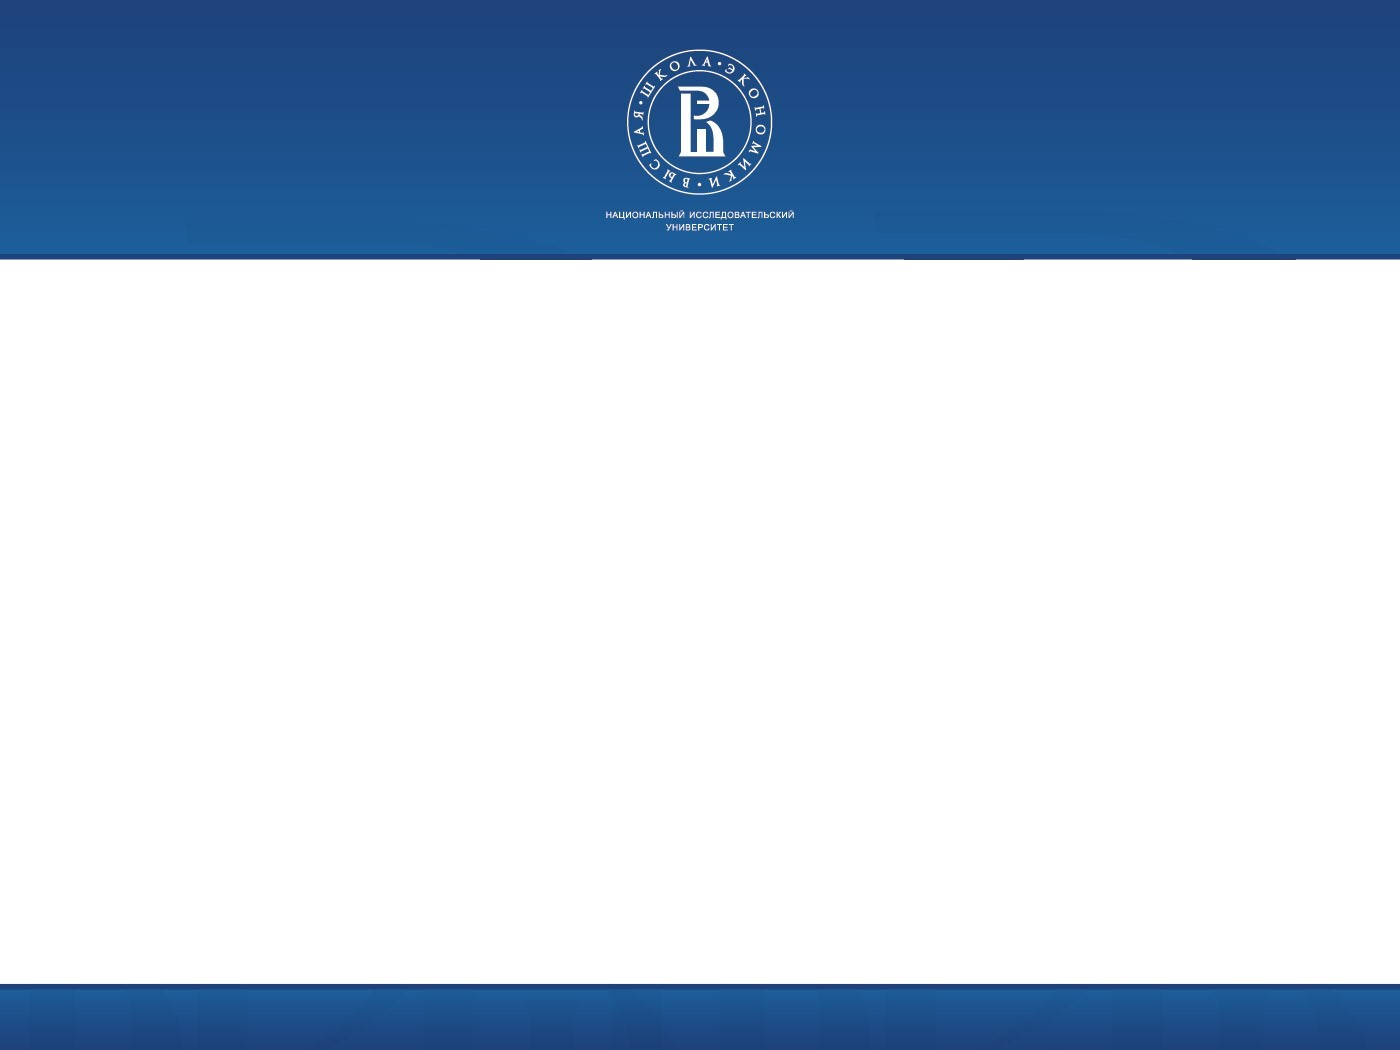 ВЫСШАЯ • ШКОЛА • ЭКОНОМИКИ •
НАЦИОНАЛЬНЫЙ ИССЛЕДОВАТЕЛЬСКИЙ
УНИВЕРСИТЕТ